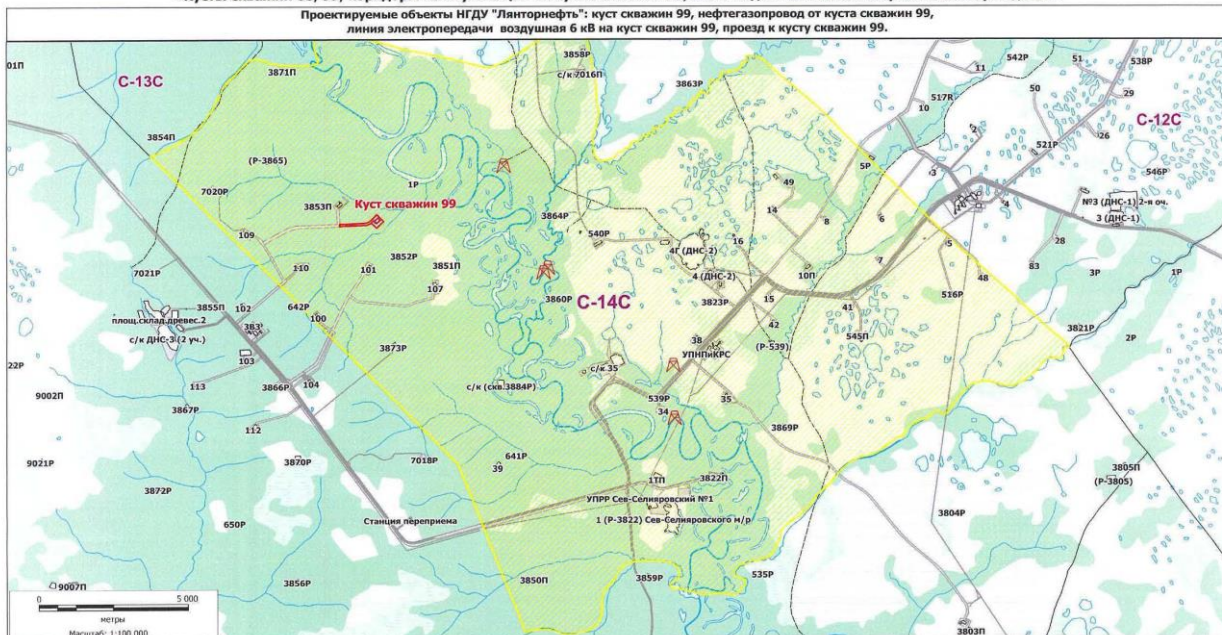 Проектируемые объекты НГДУ "Лянторнефть": куст скважин 99, нефтегазопровод от куста скважин 99,
линия электропередачи воздушная 6 кВ на куст скважин 99, проезд к кусту скважин 99.
01П
С-13С
3871П
3858Р
с/к 7016П
3863Р
11
542Р
51
538Р
50
29
10
517R
2
26
С-12С
521Р
3854П
(Р-3865)
1Р
7020Р
5Р
3
546Р
49
4
№3 (ДНС-1) 2-я оч.
3 (ДНС-1)
3853П
Куст скважин 99
3864Р
14
8
6
109
540Р
16
4Г (ДНС-2)
5
28
7
3852Р
3851П
110
101
4 (ДНС-2)
10П
83
3Р
1Р
48
7021Р
107
3860Р
С-14С
3823Р
15
516Р
3855П
102
642Р
100
41
площ.склад.древес.2
383
42
545П
3821Р
с/к ДНС-3 (2 уч.)
38
(Р-539)
2Р
103
3873Р
УПНПиКРС
22Р
113
3866Р
104
с/к 35
с/к (скв.3884Р)
9002П
3867Р
539Р
35
34
112
3869Р
9021Р
3870Р
7018Р
641Р
39
3872Р
1ТП
3822П
3805П
(Р-3805)
УПРР Сев-Селияровский №1
650Р
Станция переприема
1 (Р-3822) Сев-Селияровского м/р
3804Р
9007П
3856Р
3850П
3859Р
535Р
0
5 000
метры
Масштаб: 1:100 000
3803П